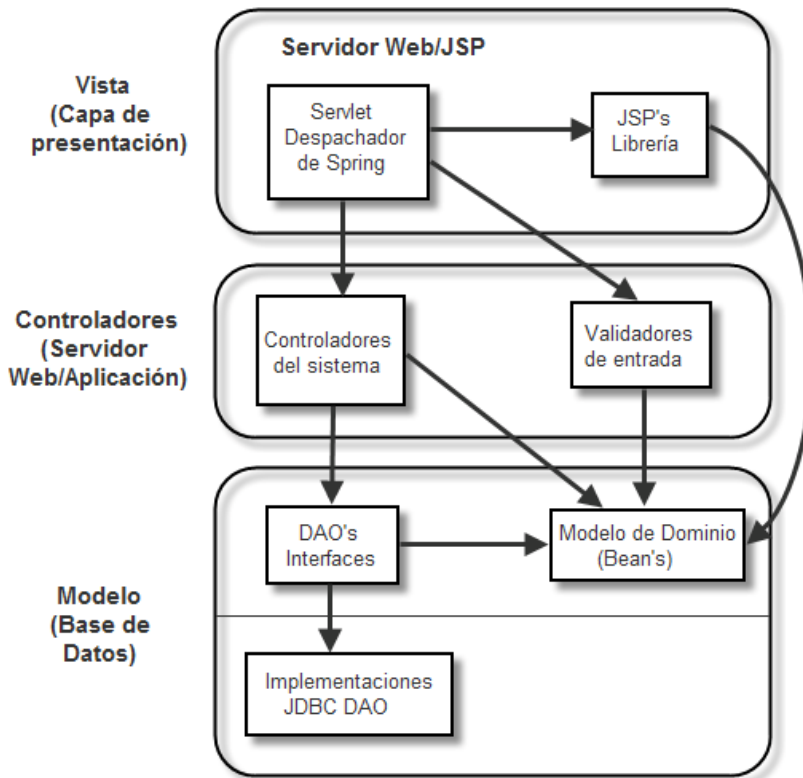 Servidor Web/JSP
Vista
(Capa de
presentación)
Servlet
Despachador
de Spring
JSP's
Librería
Controladores
(Servidor
Web/Aplicación)
Controladores
del sistema
Validadores
de entrada
DAO's
Interfaces
Modelo de Dominio
(Bean's)
Modelo
(Base de
Datos)
Implementaciones
JDBC DAO